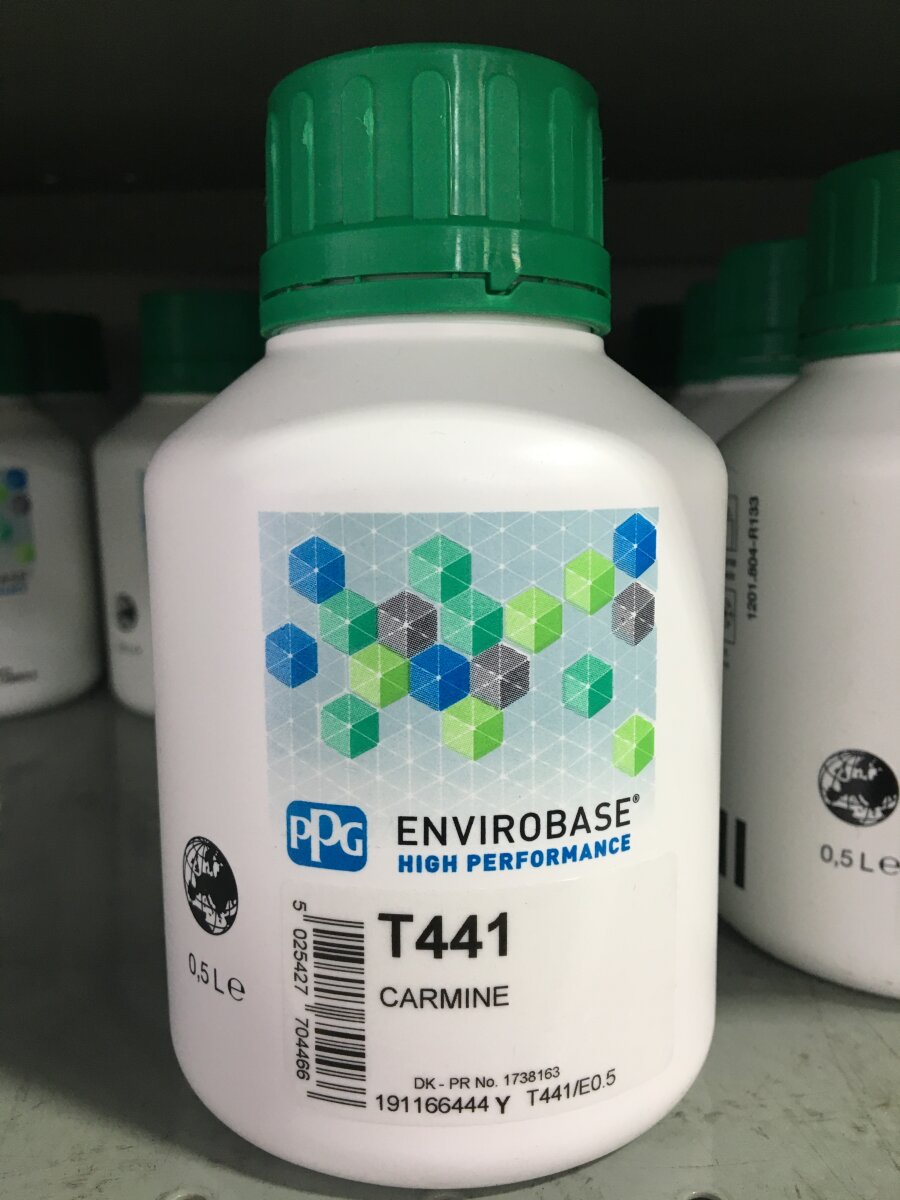 PPG
ENVIROBASE®
HIGH PERFORMANCE
T441
CARMINE
5 025427 704466
DK - PR No. 1738163
191166444 Y T441/E0.5
0,5 L e
1201-804-R133
0,5 L e